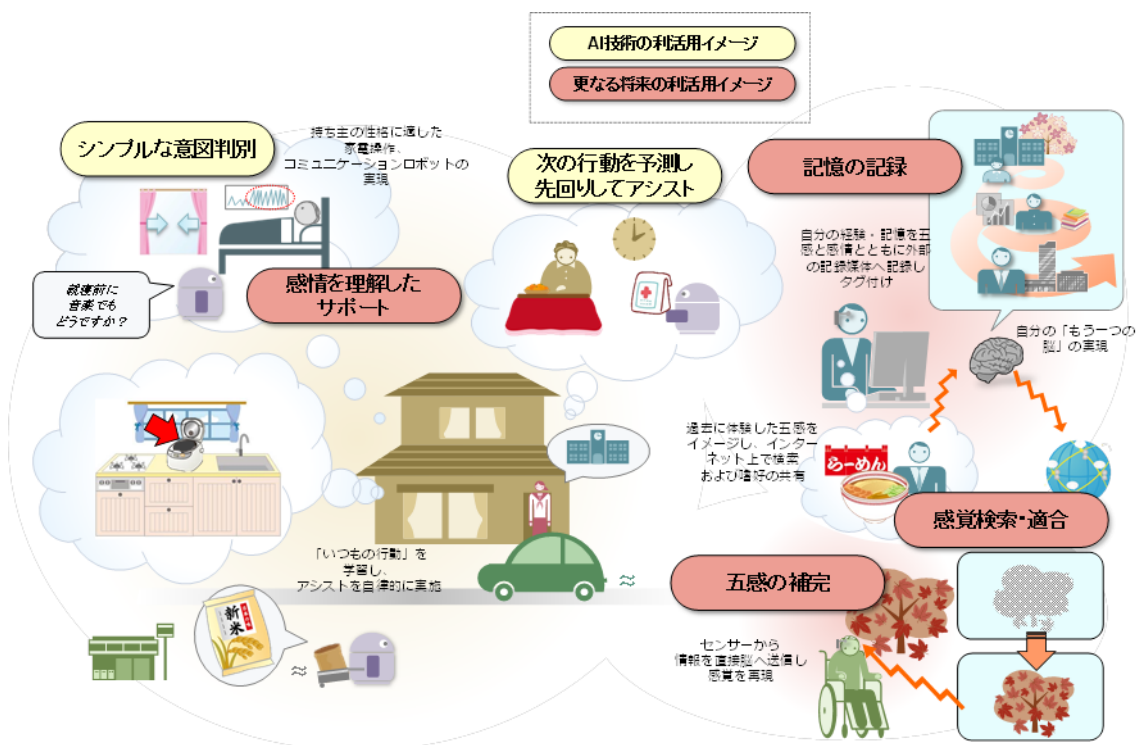 AI技術の利活用イメージ
更なる将来の利活用イメージ
シンプルな意図判別
持ち主の性格に適した
家電操作、
コミュニケーションロボットの
実現
次の行動を予測し
先回りしてアシスト
記憶の記録
自分の経験・記憶を五
感と感情とともに外部
の記録媒体へ記録し
タグ付け
就寝前に
音楽でも
どうですか？
感情を理解した
サポート
自分の「もう一つの
脳」の実現
過去に体験した五感を
イメージし、インター
ネット上で検索
および嗜好の共有
らーめん
感覚検索・適合
「いつもの行動」を
学習し、
アシストを自律的に実施
五感の補完
新米
センサーから
情報を直接脳へ送信し
感覚を再現